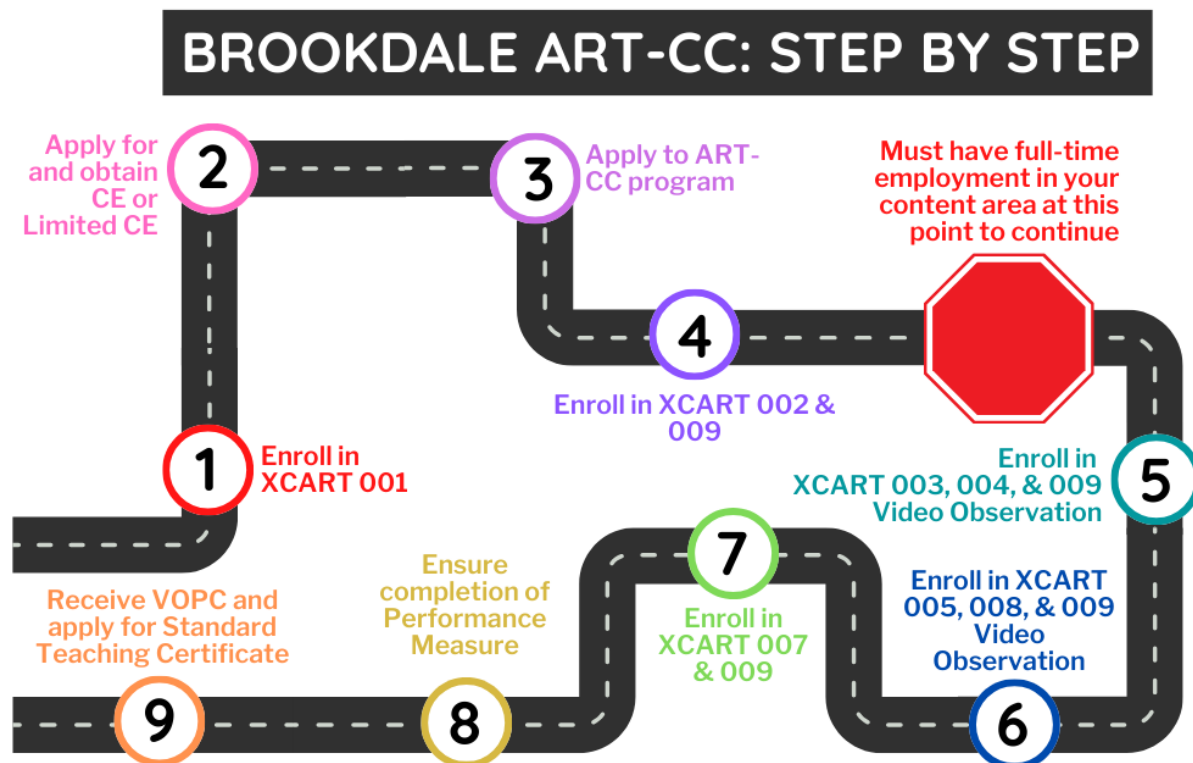 BROOKDALE ART-CC: STEP BY STEP
1
Enroll in
XCART 001
2
Apply for
and obtain
CE or
Limited CE
3
Apply to ART-
CC program
4
Enroll in XCART 002 &
009
Must have full-time
employment in your
content area at this
point to continue
5
Enroll in
XCART 003, 004, & 009
Video Observation
6
Enroll in XCART
005, 008, & 009
Video
Observation
7
Enroll in
XCART 007
& 009
8
Ensure
completion of
Performance
Measure
9
Receive VOPC and
apply for Standard
Teaching Certificate